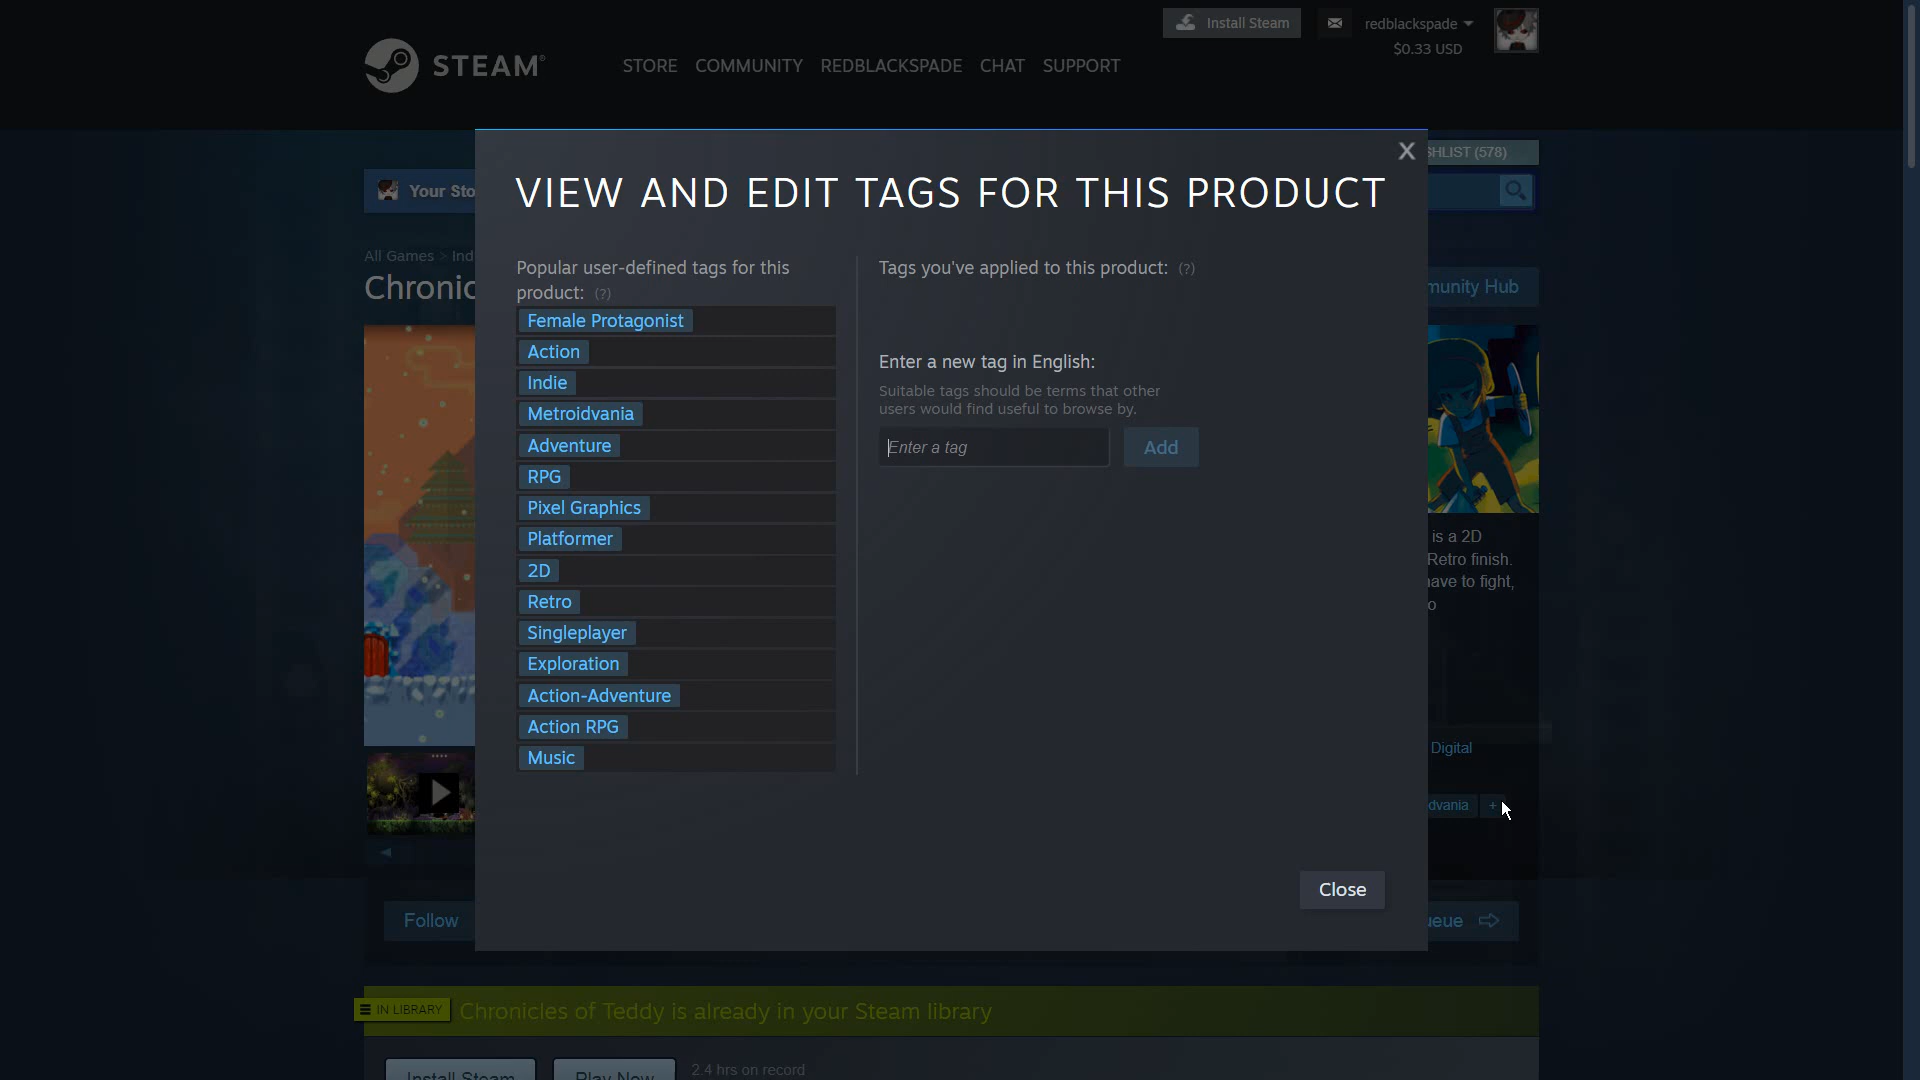 Install Steam
redblackspade
$0.33 USD
STEAM®
STORE COMMUNITY REDBLACKSPADE CHAT SUPPORT
X
SHLIST (578)
VIEW AND EDIT TAGS FOR THIS PRODUCT
Your Sto
All Games > Ind
Chronic
munity Hub
Popular user-defined tags for this
product: (?)
Female Protagonist
Action
Indie
Metroidvania
Adventure
RPG
Pixel Graphics
Platformer
2D
Retro
Singleplayer
Exploration
Action-Adventure
Action RPG
Music
Tags you've applied to this product: (?)
Enter a new tag in English:
Suitable tags should be terms that other
users would find useful to browse by.
Enter a tag
Add
is a 2D
Retro finish.
have to fight,
o
Digital
dvania +
Close
Follow
ueue
IN LIBRARY
Chronicles of Teddy is already in your Steam library
Install Steam
Play Now
2.4 hrs on record